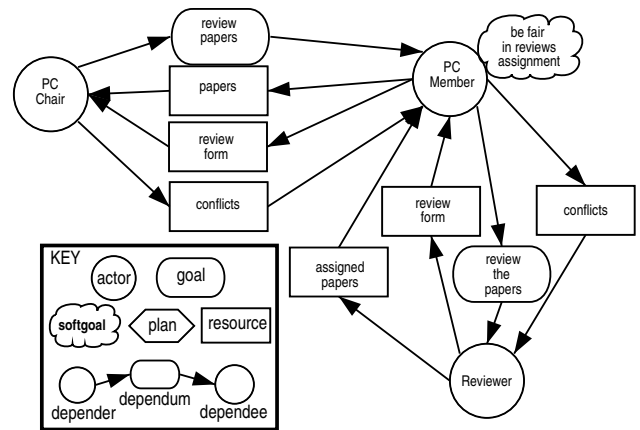 review
papers
PC
Chair
papers
review
form
conflicts
PC
Member
be fair
in reviews
assignment
review
form
conflicts
assigned
papers
review
the
papers
Reviewer
KEY
actor
goal
softgoal
plan
resource
depender
dependum
dependee